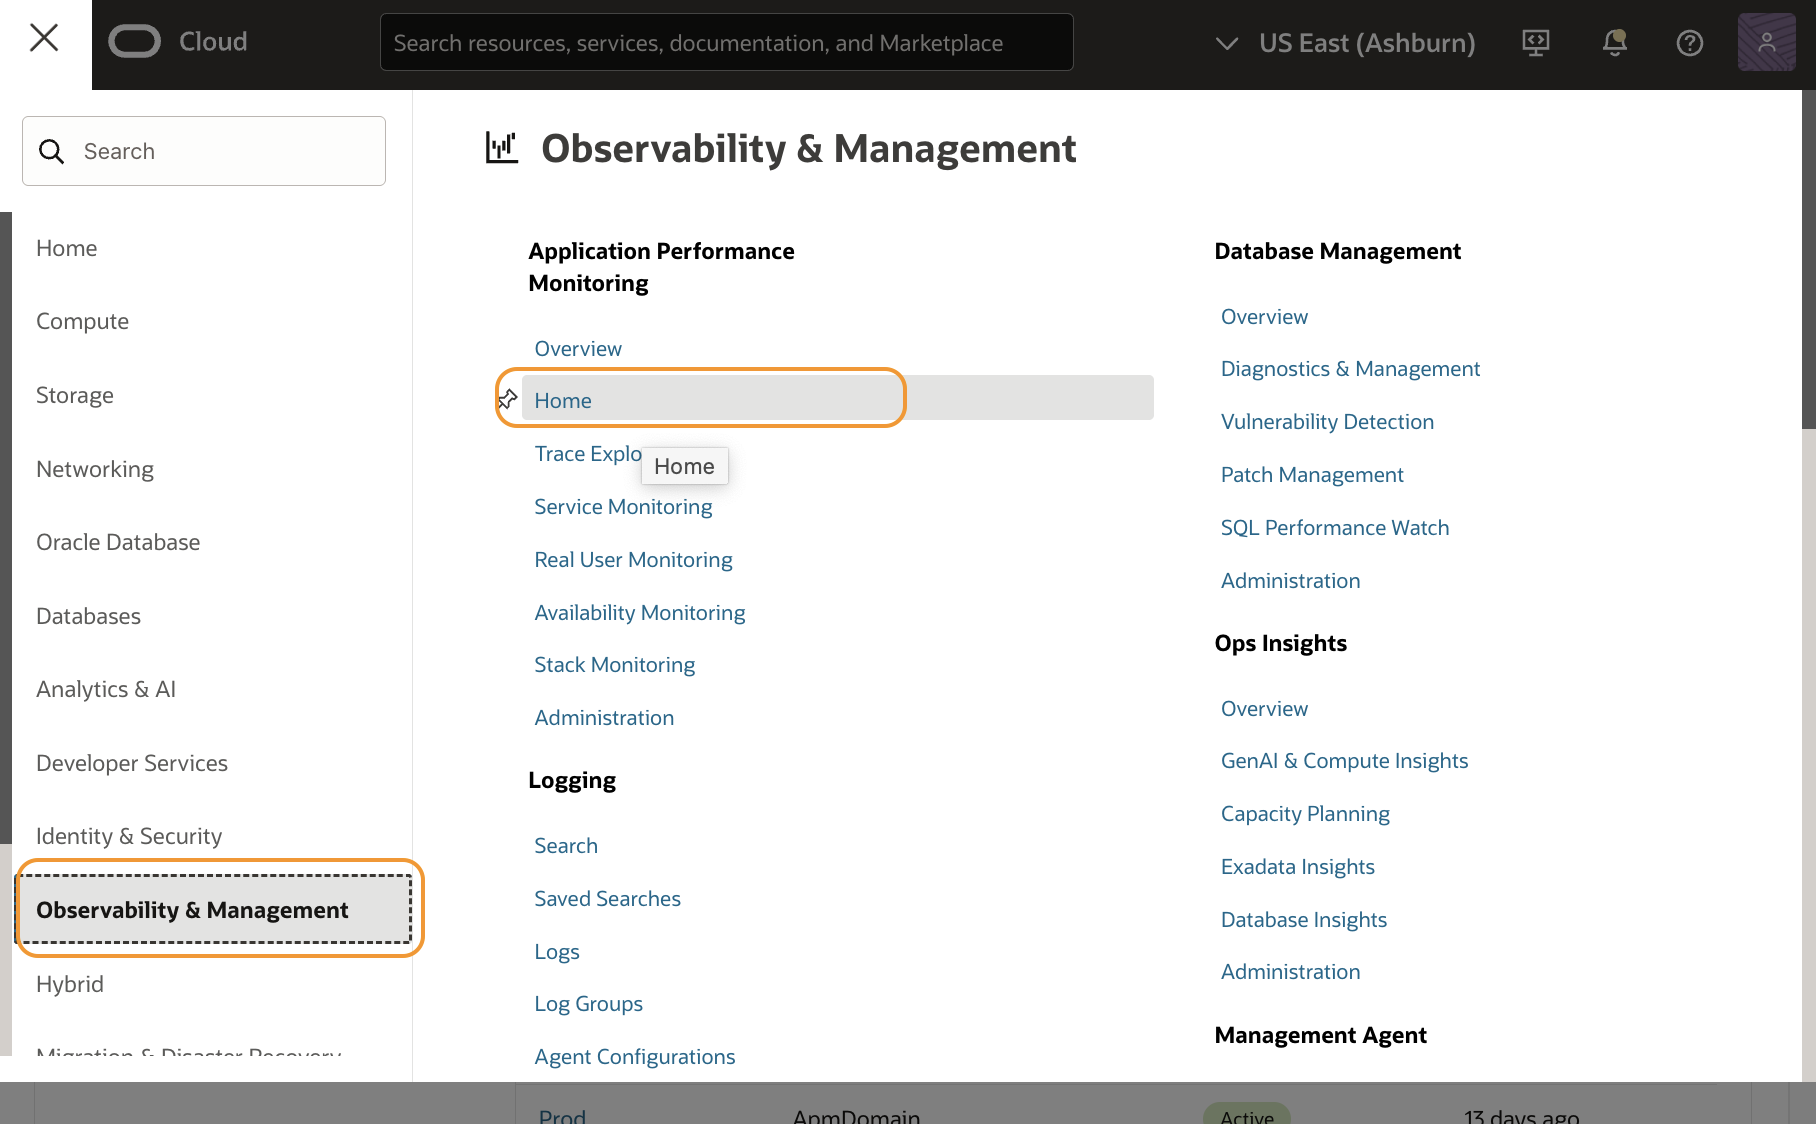 Cloud
Search resources, services, documentation, and Marketplace
US East (Ashburn)
Search
Home
Compute
Storage
Networking
Oracle Database
Databases
Analytics & AI
Developer Services
Identity & Security
Observability & Management
Hybrid
Migration & Disaster Recovery
Observability & Management
Application Performance
Monitoring
Overview
Home
Trace Explo
Home
Service Monitoring
Real User Monitoring
Availability Monitoring
Stack Monitoring
Administration
Logging
Search
Saved Searches
Logs
Log Groups
Agent Configurations
Database Management
Overview
Diagnostics & Management
Vulnerability Detection
Patch Management
SQL Performance Watch
Administration
Ops Insights
Overview
GenAI & Compute Insights
Capacity Planning
Exadata Insights
Database Insights
Administration
Management Agent
Prod
ApmDomain
Active
13 days ago